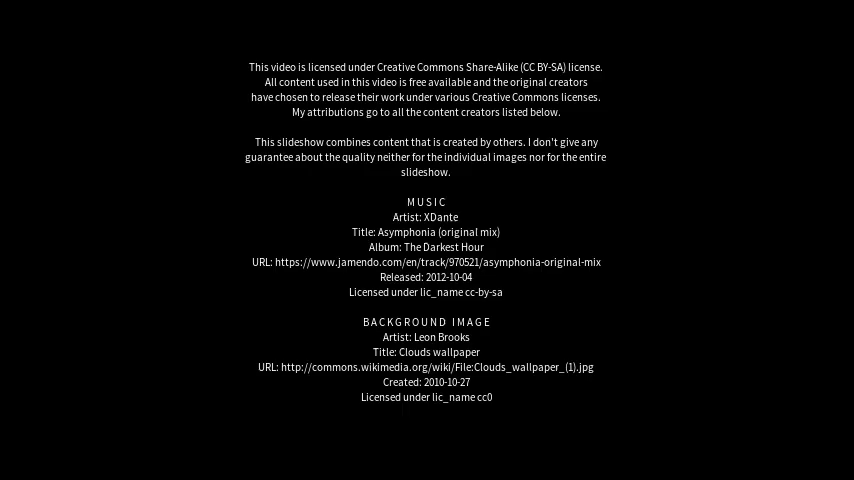 This video is licensed under Creative Commons Share-Alike (CC BY-SA) license.
All content used in this video is free available and the original creators
have chosen to release their work under various Creative Commons licenses.
My attributions go to all the content creators listed below.
This slideshow combines content that is created by others. I don't give any
guarantee about the quality neither for the individual images nor for the entire
slideshow.
MUSIC
Artist: XDante
Title: Asymphonia (original mix)
Album: The Darkest Hour
URL: https://www.jamendo.com/en/track/970521/asymphonia-original-mix
Released: 2012-10-04
Licensed under lic_name cc-by-sa
BACKGROUND IMAGE
Artist: Leon Brooks
Title: Clouds wallpaper
URL: http://commons.wikimedia.org/wiki/File:Clouds_wallpaper_(1).jpg
Created: 2010-10-27
Licensed under lic_name cc0